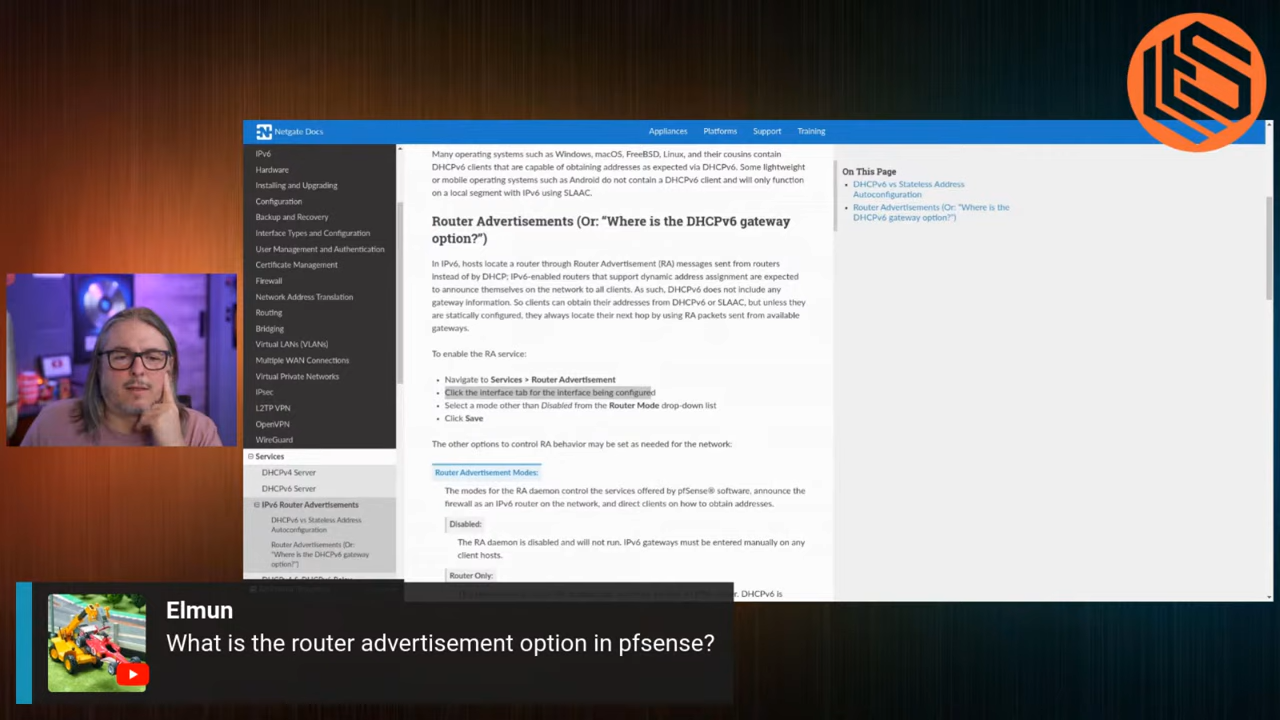 Netgate Docs
Appliances Platforms Support Training
IPv6
Hardware
Installing and Upgrading
Configuration
Backup and Recovery
Interface Types and Configuration
User Management and Authentication
Certificate Management
Firewall
Network Address Translation
Routing
Bridging
Virtual LANs (VLANs)
Multiple WAN Connections
Virtual Private Networks
IPsec
L2TP VPN
OpenVPN
WireGuard
Services
DHCPv4 Server
DHCPv6 Server
IPv6 Router Advertisements
DHCPv6 vs Stateless Address
Autoconfiguration
Router Advertisements (Or:
"Where is the DHCPv6 gateway
option?")
Many operating systems such as Windows, macOS, FreeBSD, Linux, and their cousins contain
DHCPv6 clients that are capable of obtaining addresses as expected via DHCPv6. Some lightweight
or mobile operating systems such as Android do not contain a DHCPv6 client and will only function
on a local segment with IPv6 using SLAAC.
Router Advertisements (Or: "Where is the DHCPv6 gateway
option?")
In IPv6, hosts locate a router through Router Advertisement (RA) messages sent from routers
instead of by DHCP; IPv6-enabled routers that support dynamic address assignment are expected
to announce themselves on the network to all clients. As such, DHCPv6 does not include any
gateway information. So clients can obtain their addresses from DHCPv6 or SLAAC, but unless they
are statically configured, they always locate their next hop by using RA packets sent from available
gateways.
To enable the RA service:
• Navigate to Services > Router Advertisement
• Click the interface tab for the interface being configured
• Select a mode other than Disabled from the Router Mode drop-down list
• Click Save
The other options to control RA behavior may be set as needed for the network:
Router Advertisement Modes:
The modes for the RA daemon control the services offered by pfSense® software, announce the
firewall as an IPv6 router on the network, and direct clients on how to obtain addresses.
Disabled:
The RA daemon is disabled and will not run. IPv6 gateways must be entered manually on any
client hosts.
Router Only:
DHCPv6 is
On This Page
• DHCPv6 vs Stateless Address
Autoconfiguration
• Router Advertisements (Or: "Where is the
DHCPv6 gateway option?")
Elmun
What is the router advertisement option in pfsense?